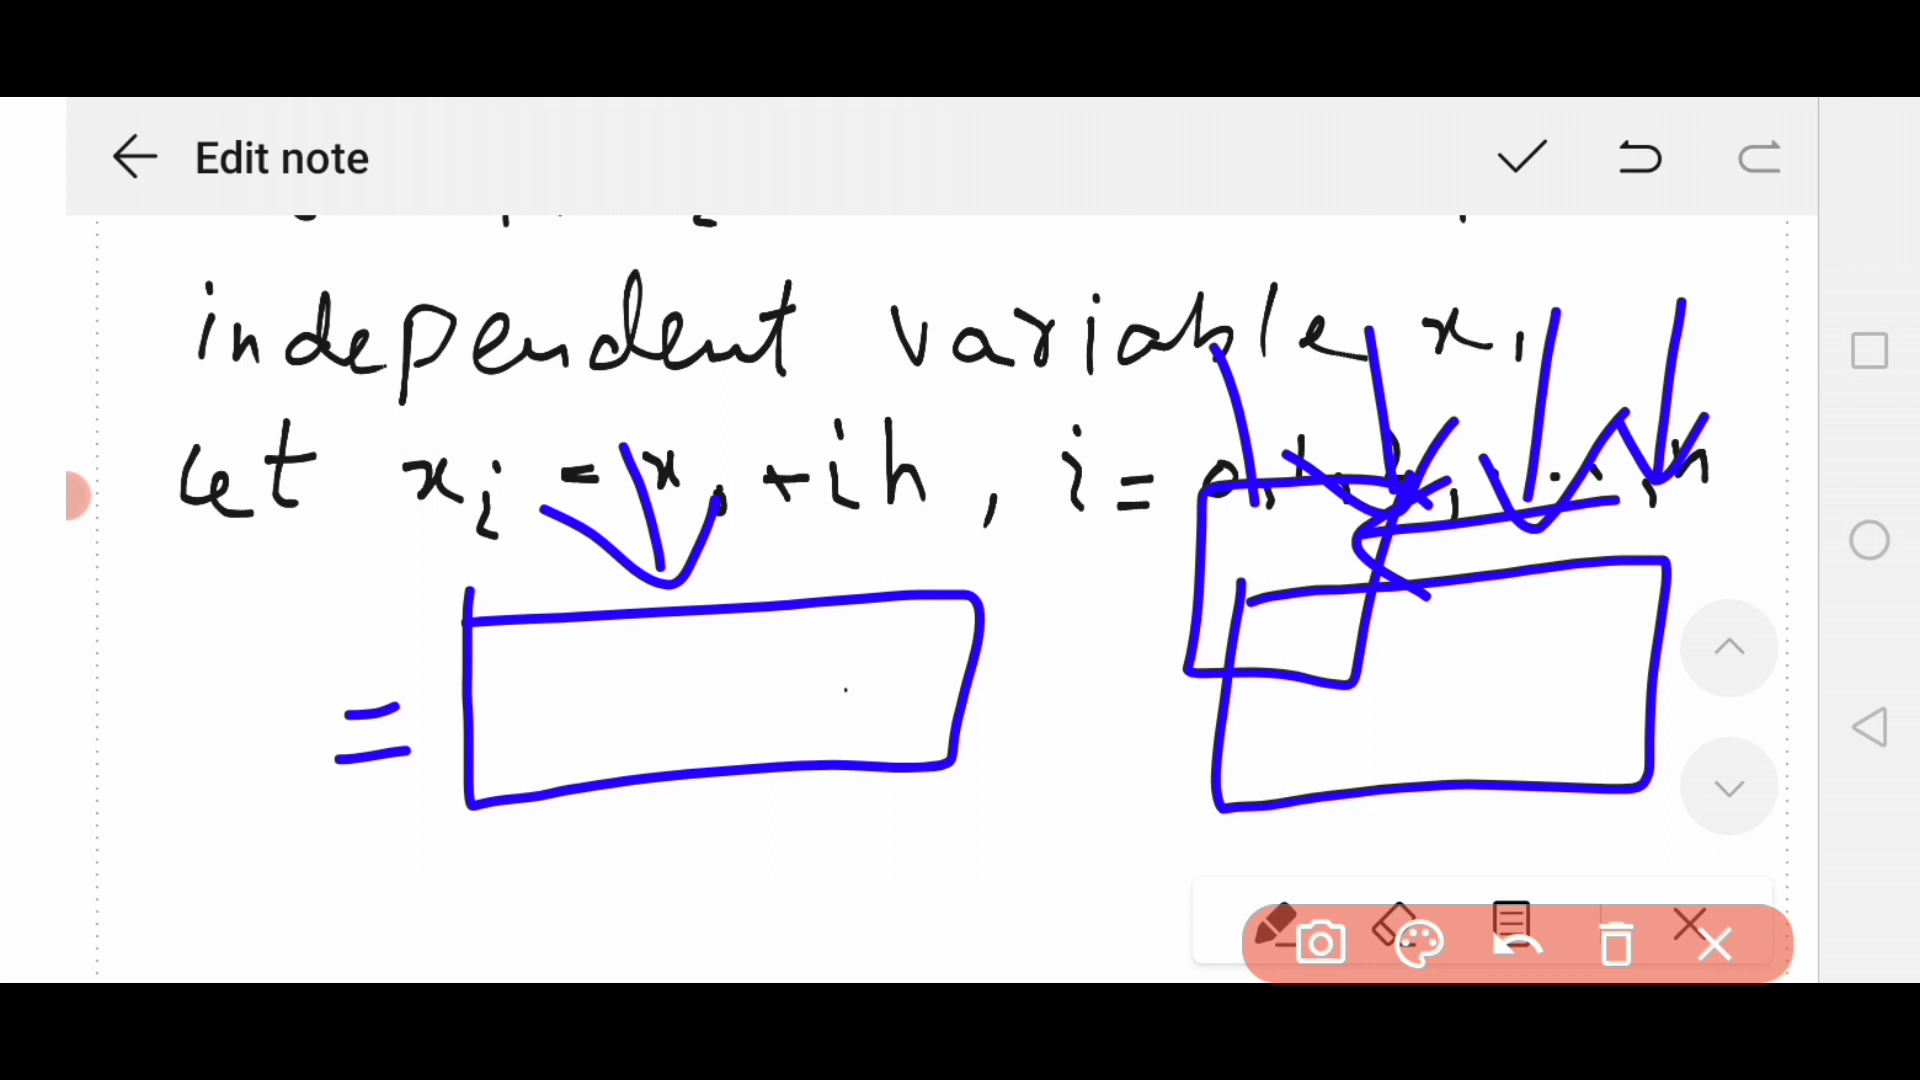 Edit note
independent variable x,
Let xᵢ = x₀ + ih, i = 0, 1, 2, ..., n
=